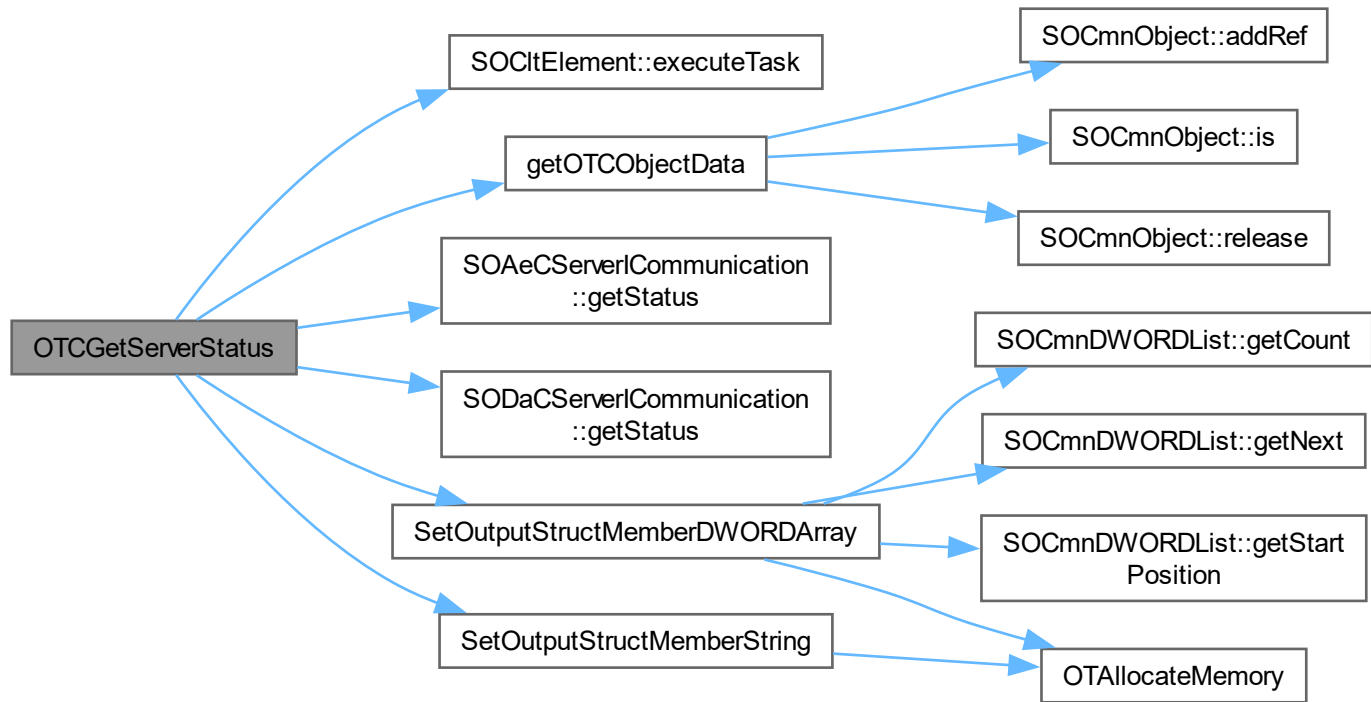 OTCGetServerStatus
SOCltElement::executeTask
getOTCObjectData
SOAeCServerICommunication
::getStatus
SODaCServerICommunication
::getStatus
SetOutputStructMemberDWORDArray
SetOutputStructMemberString
SOCmnObject::addRef
SOCmnObject::is
SOCmnObject::release
SOCmnDWORDList::getCount
SOCmnDWORDList::getNext
SOCmnDWORDList::getStart
Position
OTAllocateMemory